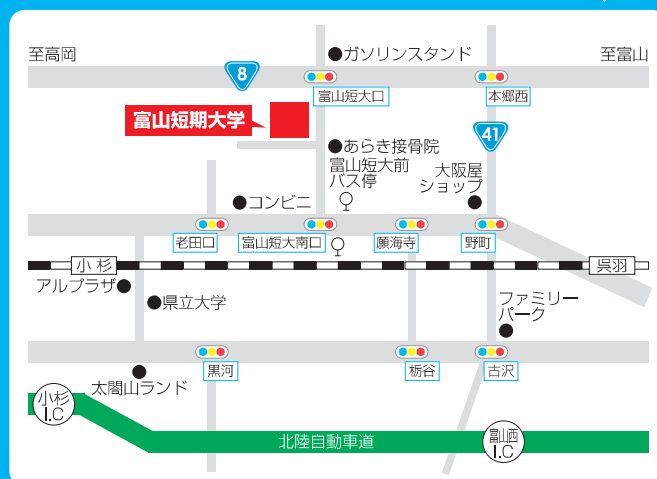 至高岡
ガソリンスタンド
至富山
8
富山短大口
本郷西
富山短期大学
41
あらき接骨院
富山短大前
バス停
大阪屋
ショップ
コンビニ
老田口
富山短大南口
願海寺
野町
小杉
呉羽
アルプラザ
県立大学
ファミリー
パーク
太閤山ランド
黒河
栃谷
古沢
小杉
I.C
北陸自動車道
富山西
I.C